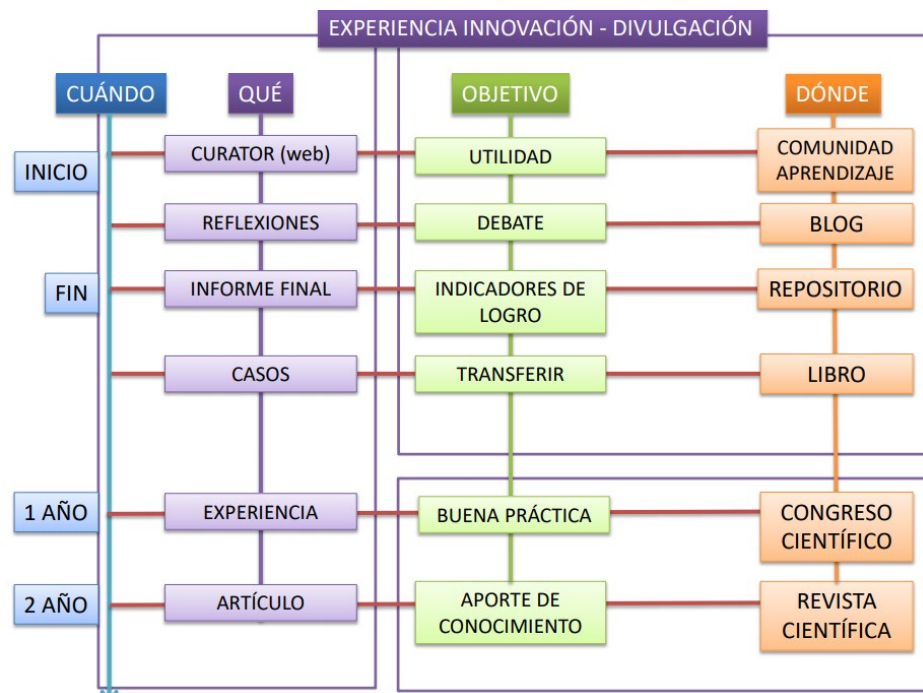 EXPERIENCIA INNOVACIÓN - DIVULGACIÓN
CUÁNDO
QUÉ
OBJETIVO
DÓNDE
INICIO
CURATOR (web)
UTILIDAD
COMUNIDAD
APRENDIZAJE
REFLEXIONES
DEBATE
BLOG
FIN
INFORME FINAL
INDICADORES DE
LOGRO
REPOSITORIO
CASOS
TRANSFERIR
LIBRO
1 AÑO
EXPERIENCIA
BUENA PRÁCTICA
CONGRESO
CIENTÍFICO
2 AÑO
ARTÍCULO
APORTE DE
CONOCIMIENTO
REVISTA
CIENTÍFICA